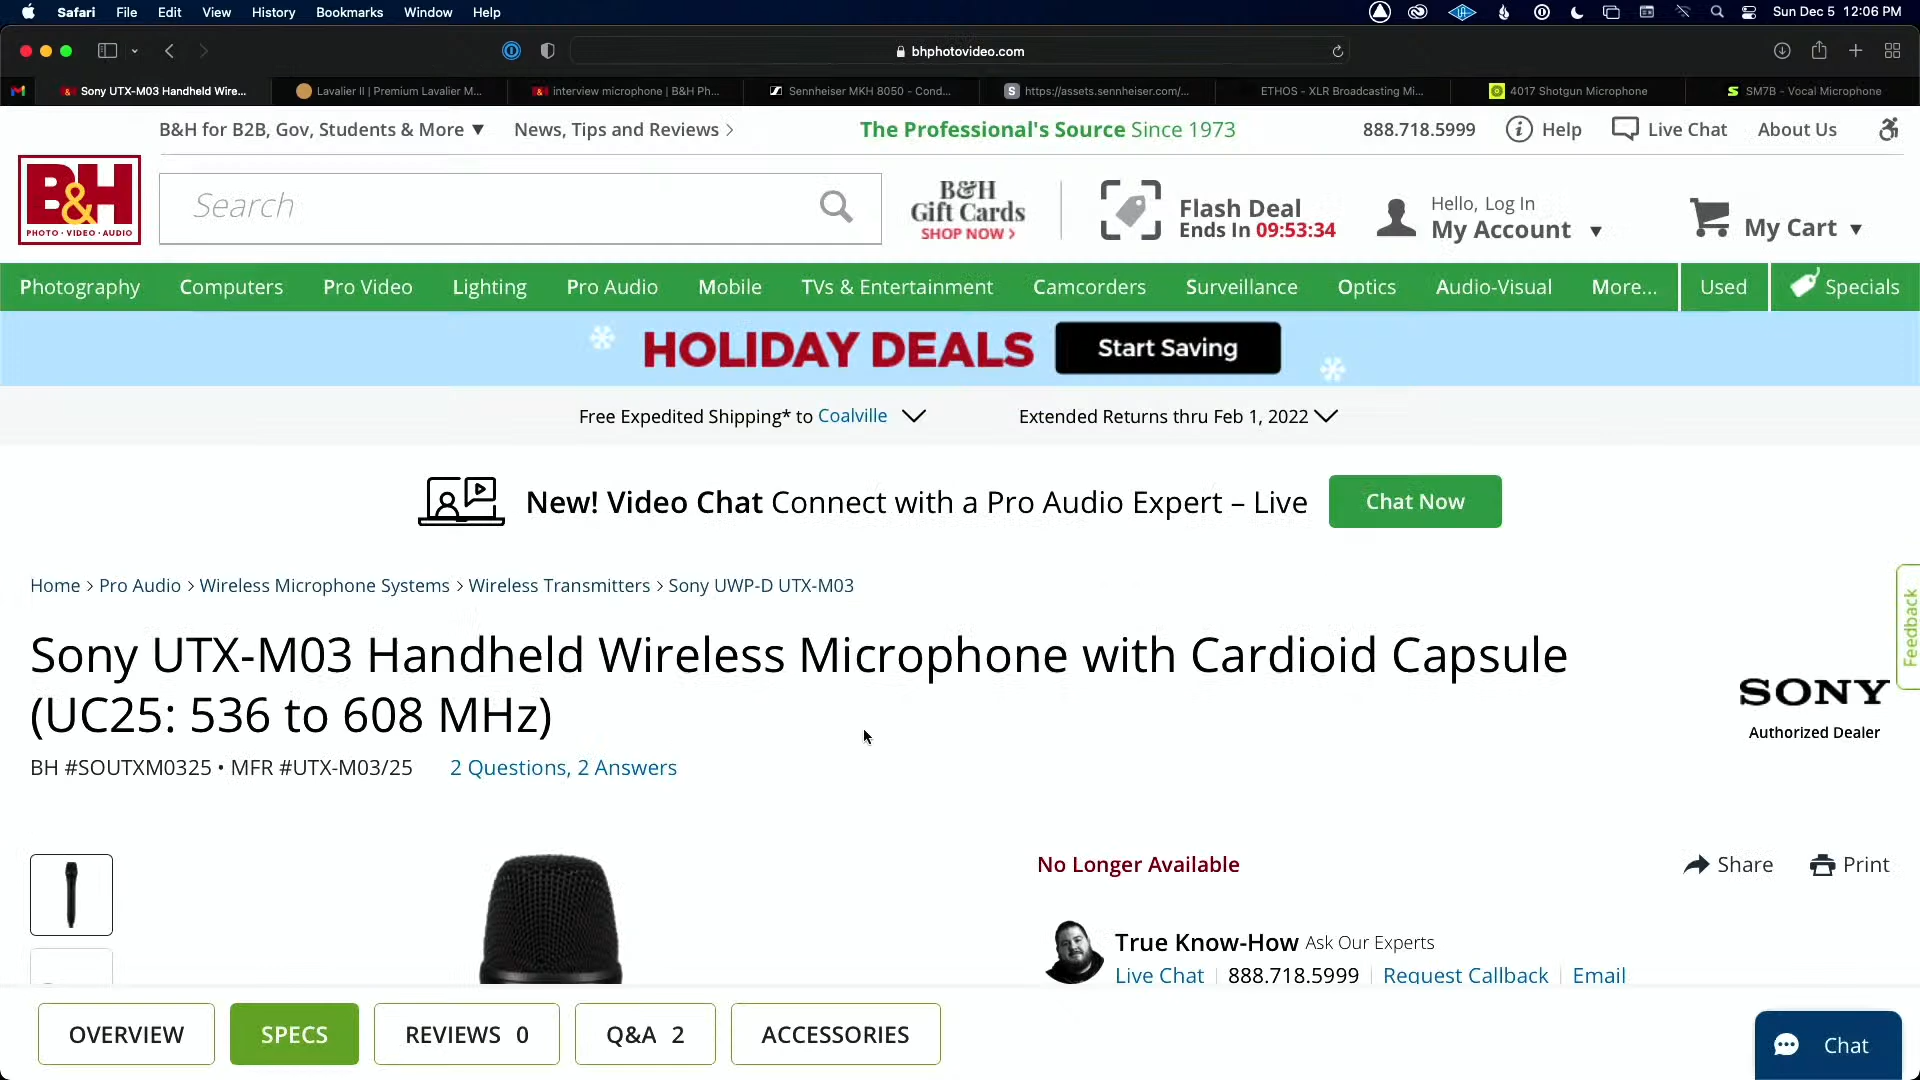 Safari File Edit View History Bookmarks Window Help Sun Dec 5 12:06 PM
bhphotovideo.com
Sony UTX-M03 Handheld Wire... Lavalier II | Premium Lavalier M... interview microphone | B&H Ph... Sennheiser MKH 8050 - Cond... https://assets.sennheiser.com/... ETHOS - XLR Broadcasting Mi... 4017 Shotgun Microphone SM7B - Vocal Microphone
B&H for B2B, Gov, Students & More ▼ News, Tips and Reviews > The Professional's Source Since 1973 888.718.5999 Help Live Chat About Us
B&H
PHOTO · VIDEO · AUDIO
Search
B&H
Gift Cards
SHOP NOW >
Flash Deal
Ends In 09:53:34
Hello, Log In
My Account ▼
My Cart ▼
Photography Computers Pro Video Lighting Pro Audio Mobile TVs & Entertainment Camcorders Surveillance Optics Audio-Visual More... Used Specials
HOLIDAY DEALS Start Saving
Free Expedited Shipping* to Coalville Extended Returns thru Feb 1, 2022
New! Video Chat Connect with a Pro Audio Expert – Live Chat Now
Home > Pro Audio > Wireless Microphone Systems > Wireless Transmitters > Sony UWP-D UTX-M03
Feedback
Sony UTX-M03 Handheld Wireless Microphone with Cardioid Capsule
(UC25: 536 to 608 MHz)
SONY
Authorized Dealer
BH #SOUTXM0325 • MFR #UTX-M03/25 2 Questions, 2 Answers
No Longer Available Share Print
True Know-How Ask Our Experts
Live Chat 888.718.5999 Request Callback Email
OVERVIEW SPECS REVIEWS 0 Q&A 2 ACCESSORIES
Chat